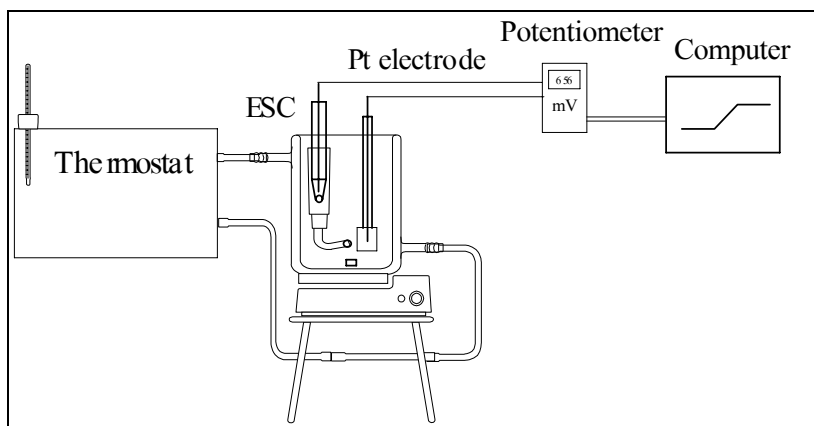 Potentiometer
Computer
Pt electrode
656
mV
ESC
Thermostat